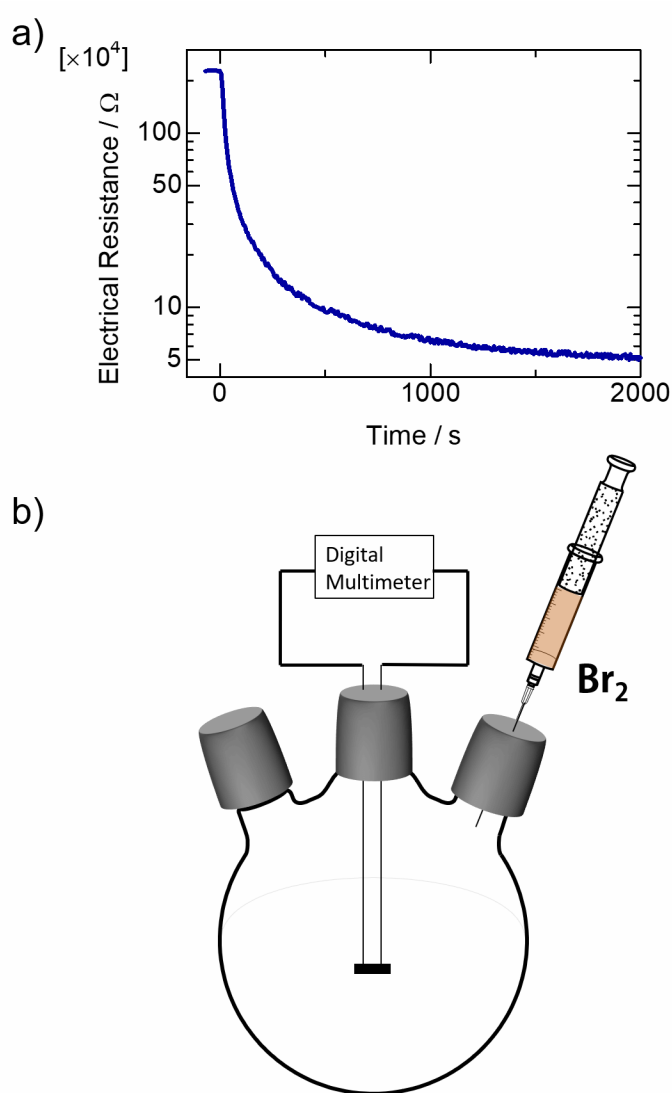 a)
[×10⁴]
Electrical Resistance / Ω
100
50
10
5
0
1000
2000
Time / s
b)
Digital
Multimeter
Br₂